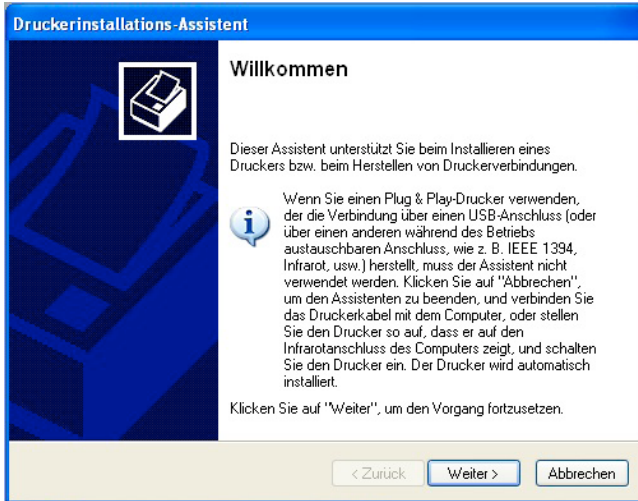 Druckerinstallations-Assistent
Willkommen
Dieser Assistent unterstützt Sie beim Installieren eines
Druckers bzw. beim Herstellen von Druckerverbindungen.
Wenn Sie einen Plug & Play-Drucker verwenden,
der die Verbindung über einen USB-Anschluss (oder
über einen anderen während des Betriebs
austauschbaren Anschluss, wie z. B. IEEE 1394,
Infrarot, usw.) herstellt, muss der Assistent nicht
verwendet werden. Klicken Sie auf "Abbrechen",
um den Assistenten zu beenden, und verbinden Sie
das Druckerkabel mit dem Computer, oder stellen
Sie den Drucker so auf, dass er auf den
Infrarotanschluss des Computers zeigt, und schalten
Sie den Drucker ein. Der Drucker wird automatisch
installiert.
Klicken Sie auf "Weiter", um den Vorgang fortzusetzen.
< Zurück Weiter > Abbrechen